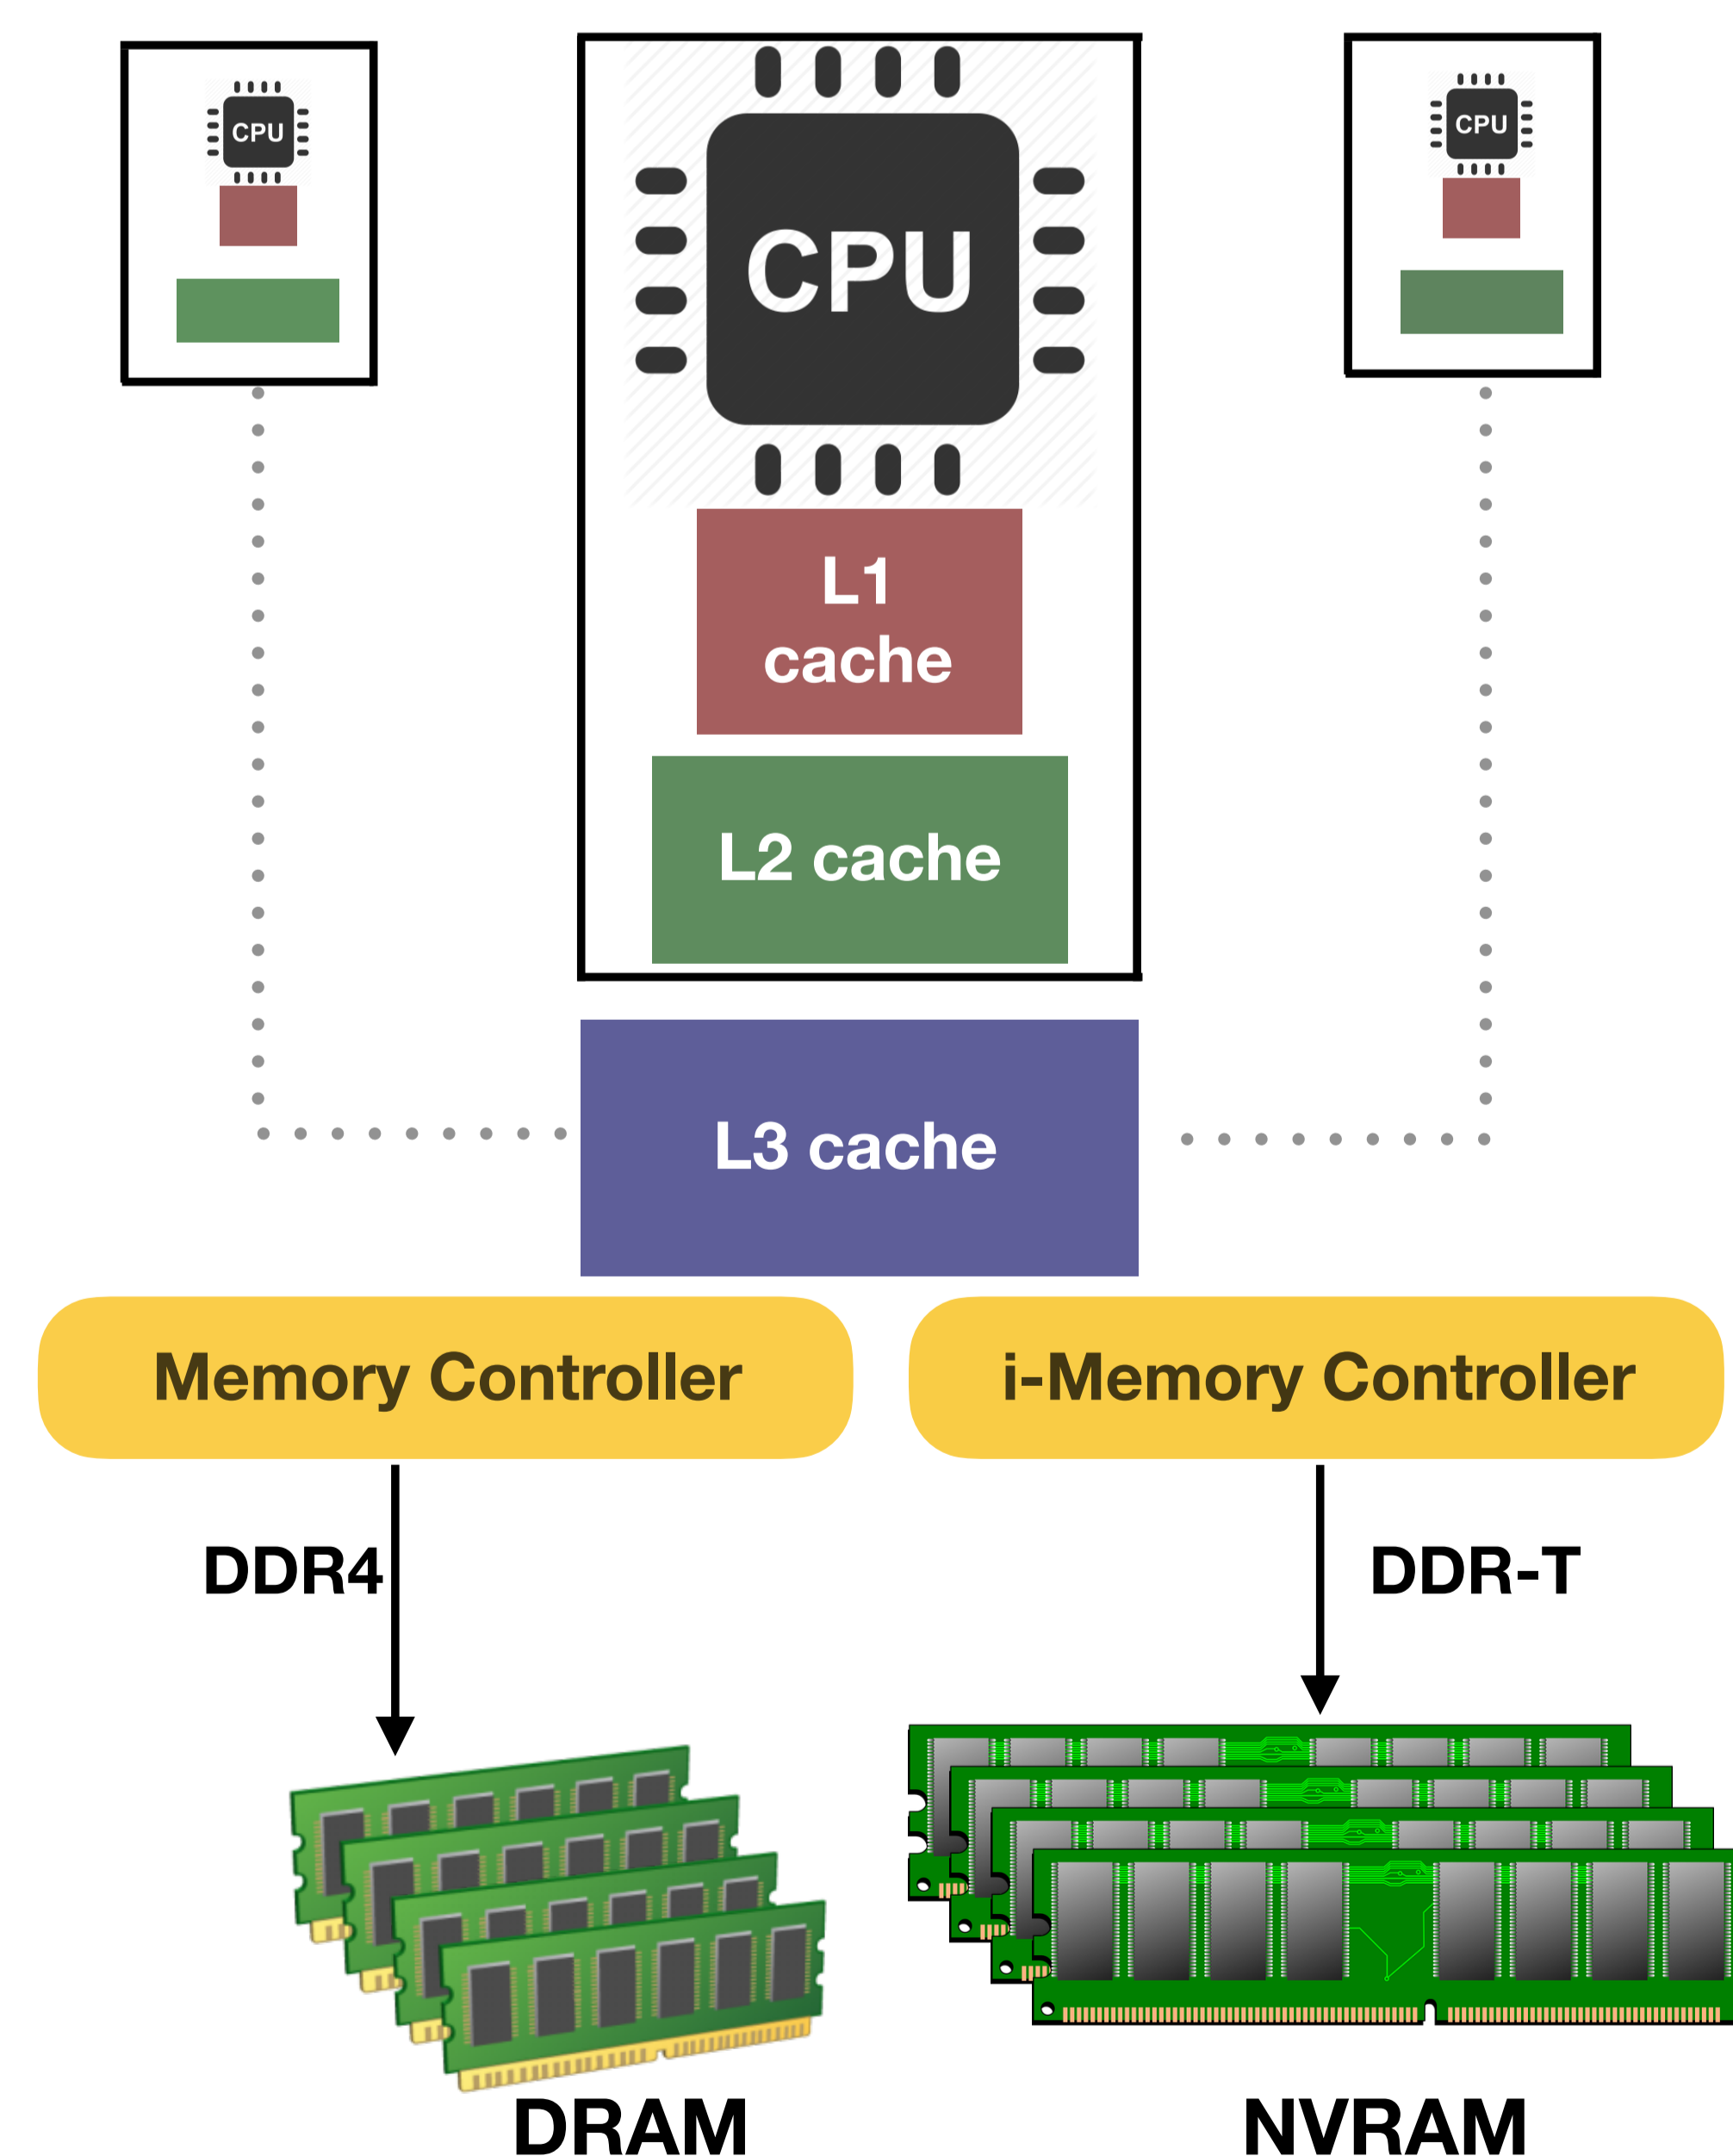 CPU
CPU
CPU
L1
cache
L2 cache
L3 cache
Memory Controller
i-Memory Controller
DDR4
DDR-T
DRAM
NVRAM